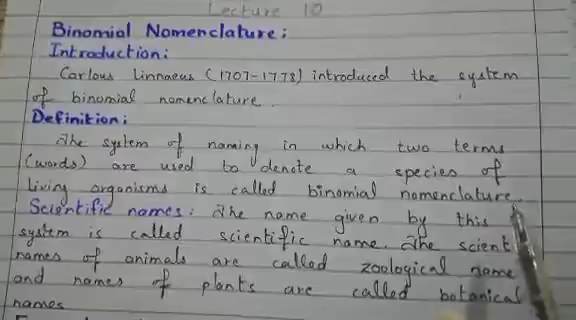 Lecture 10
Binomial Nomenclature:
Introduction:
Carlous Linnaeus (1707-1778) introduced the system
of binomial nomenclature.
Definition:
The system of naming in which two terms
(words) are used to denote a species of
living organisms is called binomial nomenclature.
Scientific names: The name given by this
system is called scientific name. The scient
names of animals are called zoological name
and names of plants are called botanical
names